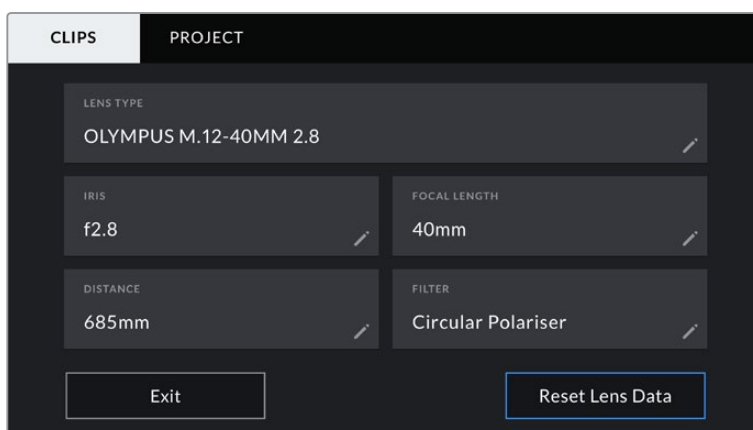 CLIPS PROJECT
LENS TYPE
OLYMPUS M.12-40MM 2.8
IRIS
f2.8
FOCAL LENGTH
40mm
DISTANCE
685mm
FILTER
Circular Polariser
Exit
Reset Lens Data